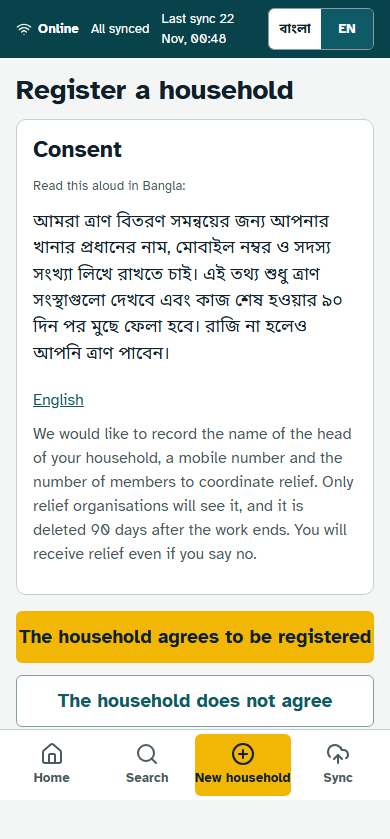 Online All synced Last sync 22 Nov, 00:48 বাংলা EN
Register a household
Consent
Read this aloud in Bangla:
আমরা ত্রাণ বিতরণ সমন্বয়ের জন্য আপনার
খানার প্রধানের নাম, মোবাইল নম্বর ও সদস্য
সংখ্যা লিখে রাখতে চাই। এই তথ্য শুধু ত্রাণ
সংস্থাগুলো দেখবে এবং কাজ শেষ হওয়ার ৯০
দিন পর মুছে ফেলা হবে। রাজি না হলেও
আপনি ত্রাণ পাবেন।
English
We would like to record the name of the head
of your household, a mobile number and the
number of members to coordinate relief. Only
relief organisations will see it, and it is
deleted 90 days after the work ends. You will
receive relief even if you say no.
The household agrees to be registered
The household does not agree
Home Search New household Sync